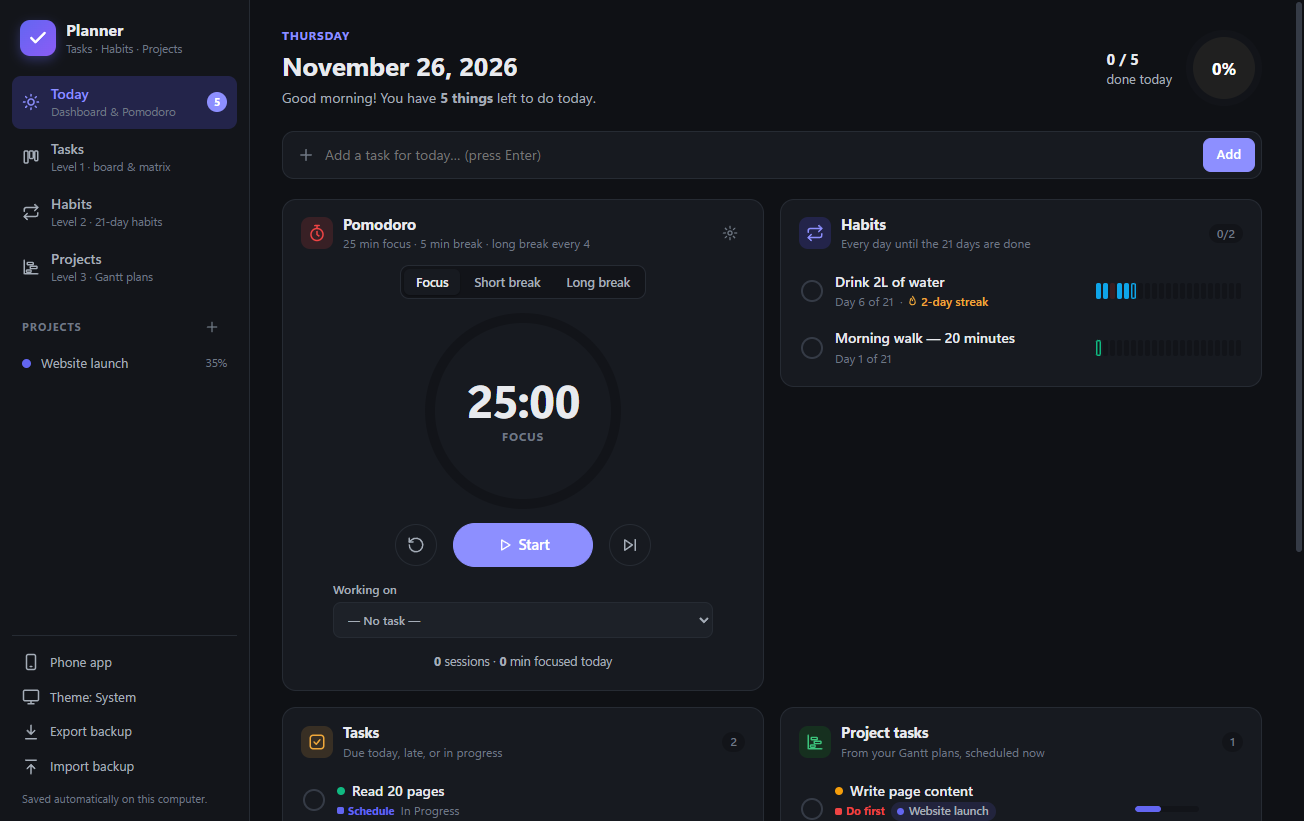 Planner
Tasks · Habits · Projects
Today
Dashboard & Pomodoro
5
Tasks
Level 1 · board & matrix
Habits
Level 2 · 21-day habits
Projects
Level 3 · Gantt plans
PROJECTS
Website launch
35%
Phone app
Theme: System
Export backup
Import backup
Saved automatically on this computer.
THURSDAY
November 26, 2026
Good morning! You have 5 things left to do today.
0 / 5
done today
0%
Add a task for today... (press Enter)
Add
Pomodoro
25 min focus · 5 min break · long break every 4
Focus
Short break
Long break
25:00
FOCUS
Start
Working on
— No task —
0 sessions · 0 min focused today
Habits
Every day until the 21 days are done
0/2
Drink 2L of water
Day 6 of 21 · 2-day streak
Morning walk — 20 minutes
Day 1 of 21
Tasks
Due today, late, or in progress
2
Read 20 pages
Schedule In Progress
Project tasks
From your Gantt plans, scheduled now
1
Write page content
Do first Website launch